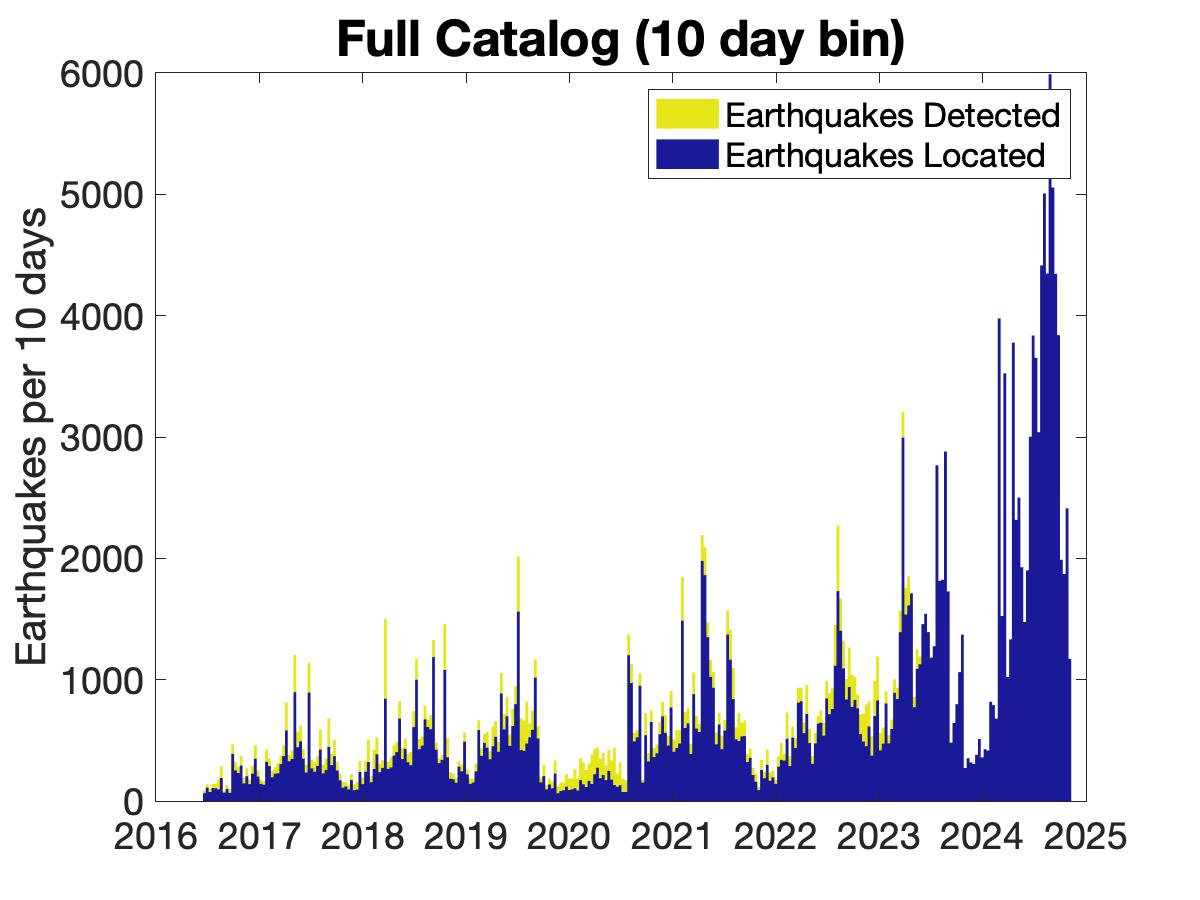 Full Catalog (10 day bin)
Earthquakes per 10 days
6000
5000
4000
3000
2000
1000
0
Earthquakes Detected
Earthquakes Located
2016 2017 2018 2019 2020 2021 2022 2023 2024 2025